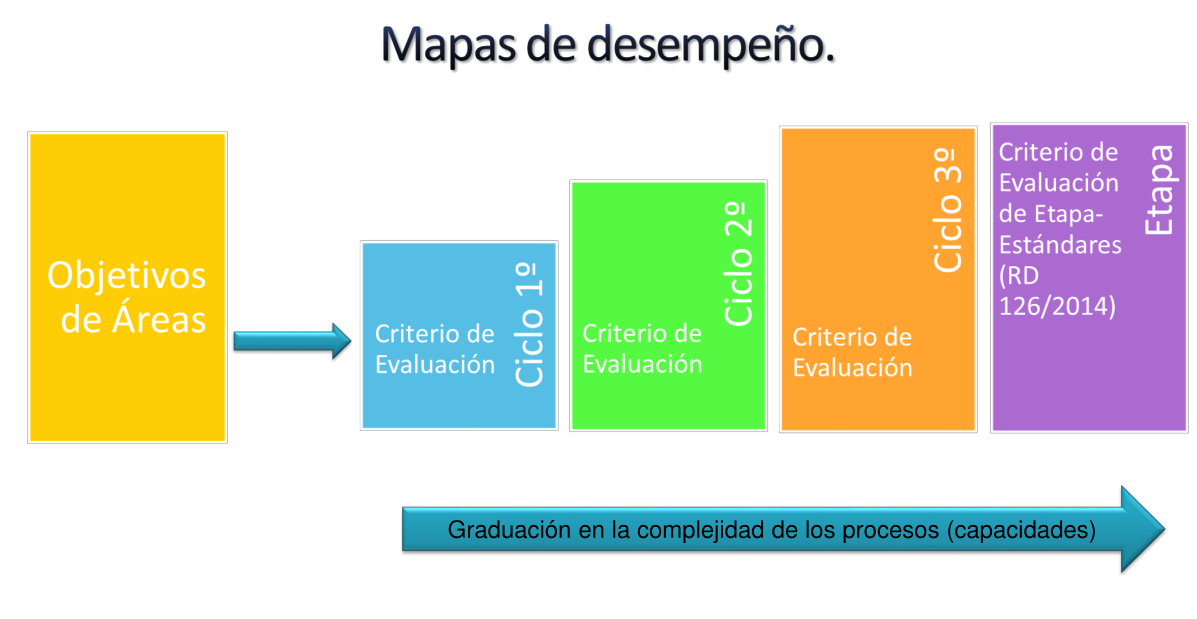 Mapas de desempeño.
Objetivos
de Áreas
Criterio de
Evaluación
Ciclo 1º
Criterio de
Evaluación
Ciclo 2º
Criterio de
Evaluación
Ciclo 3º
Criterio de
Evaluación
de Etapa-
Estándares
(RD
126/2014)
Etapa
Graduación en la complejidad de los procesos (capacidades)